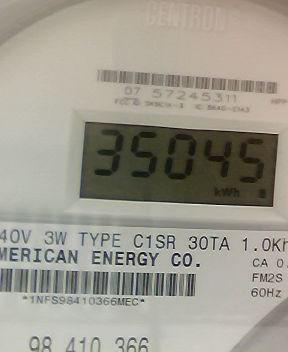 CENTRON
07 57245311
35045
kWh
40V 3W TYPE C1SR 30TA 1.0Kh
MERICAN ENERGY CO.
CA 0.
FM2S
60Hz
*1NFS98410366MEC*
98 410 366